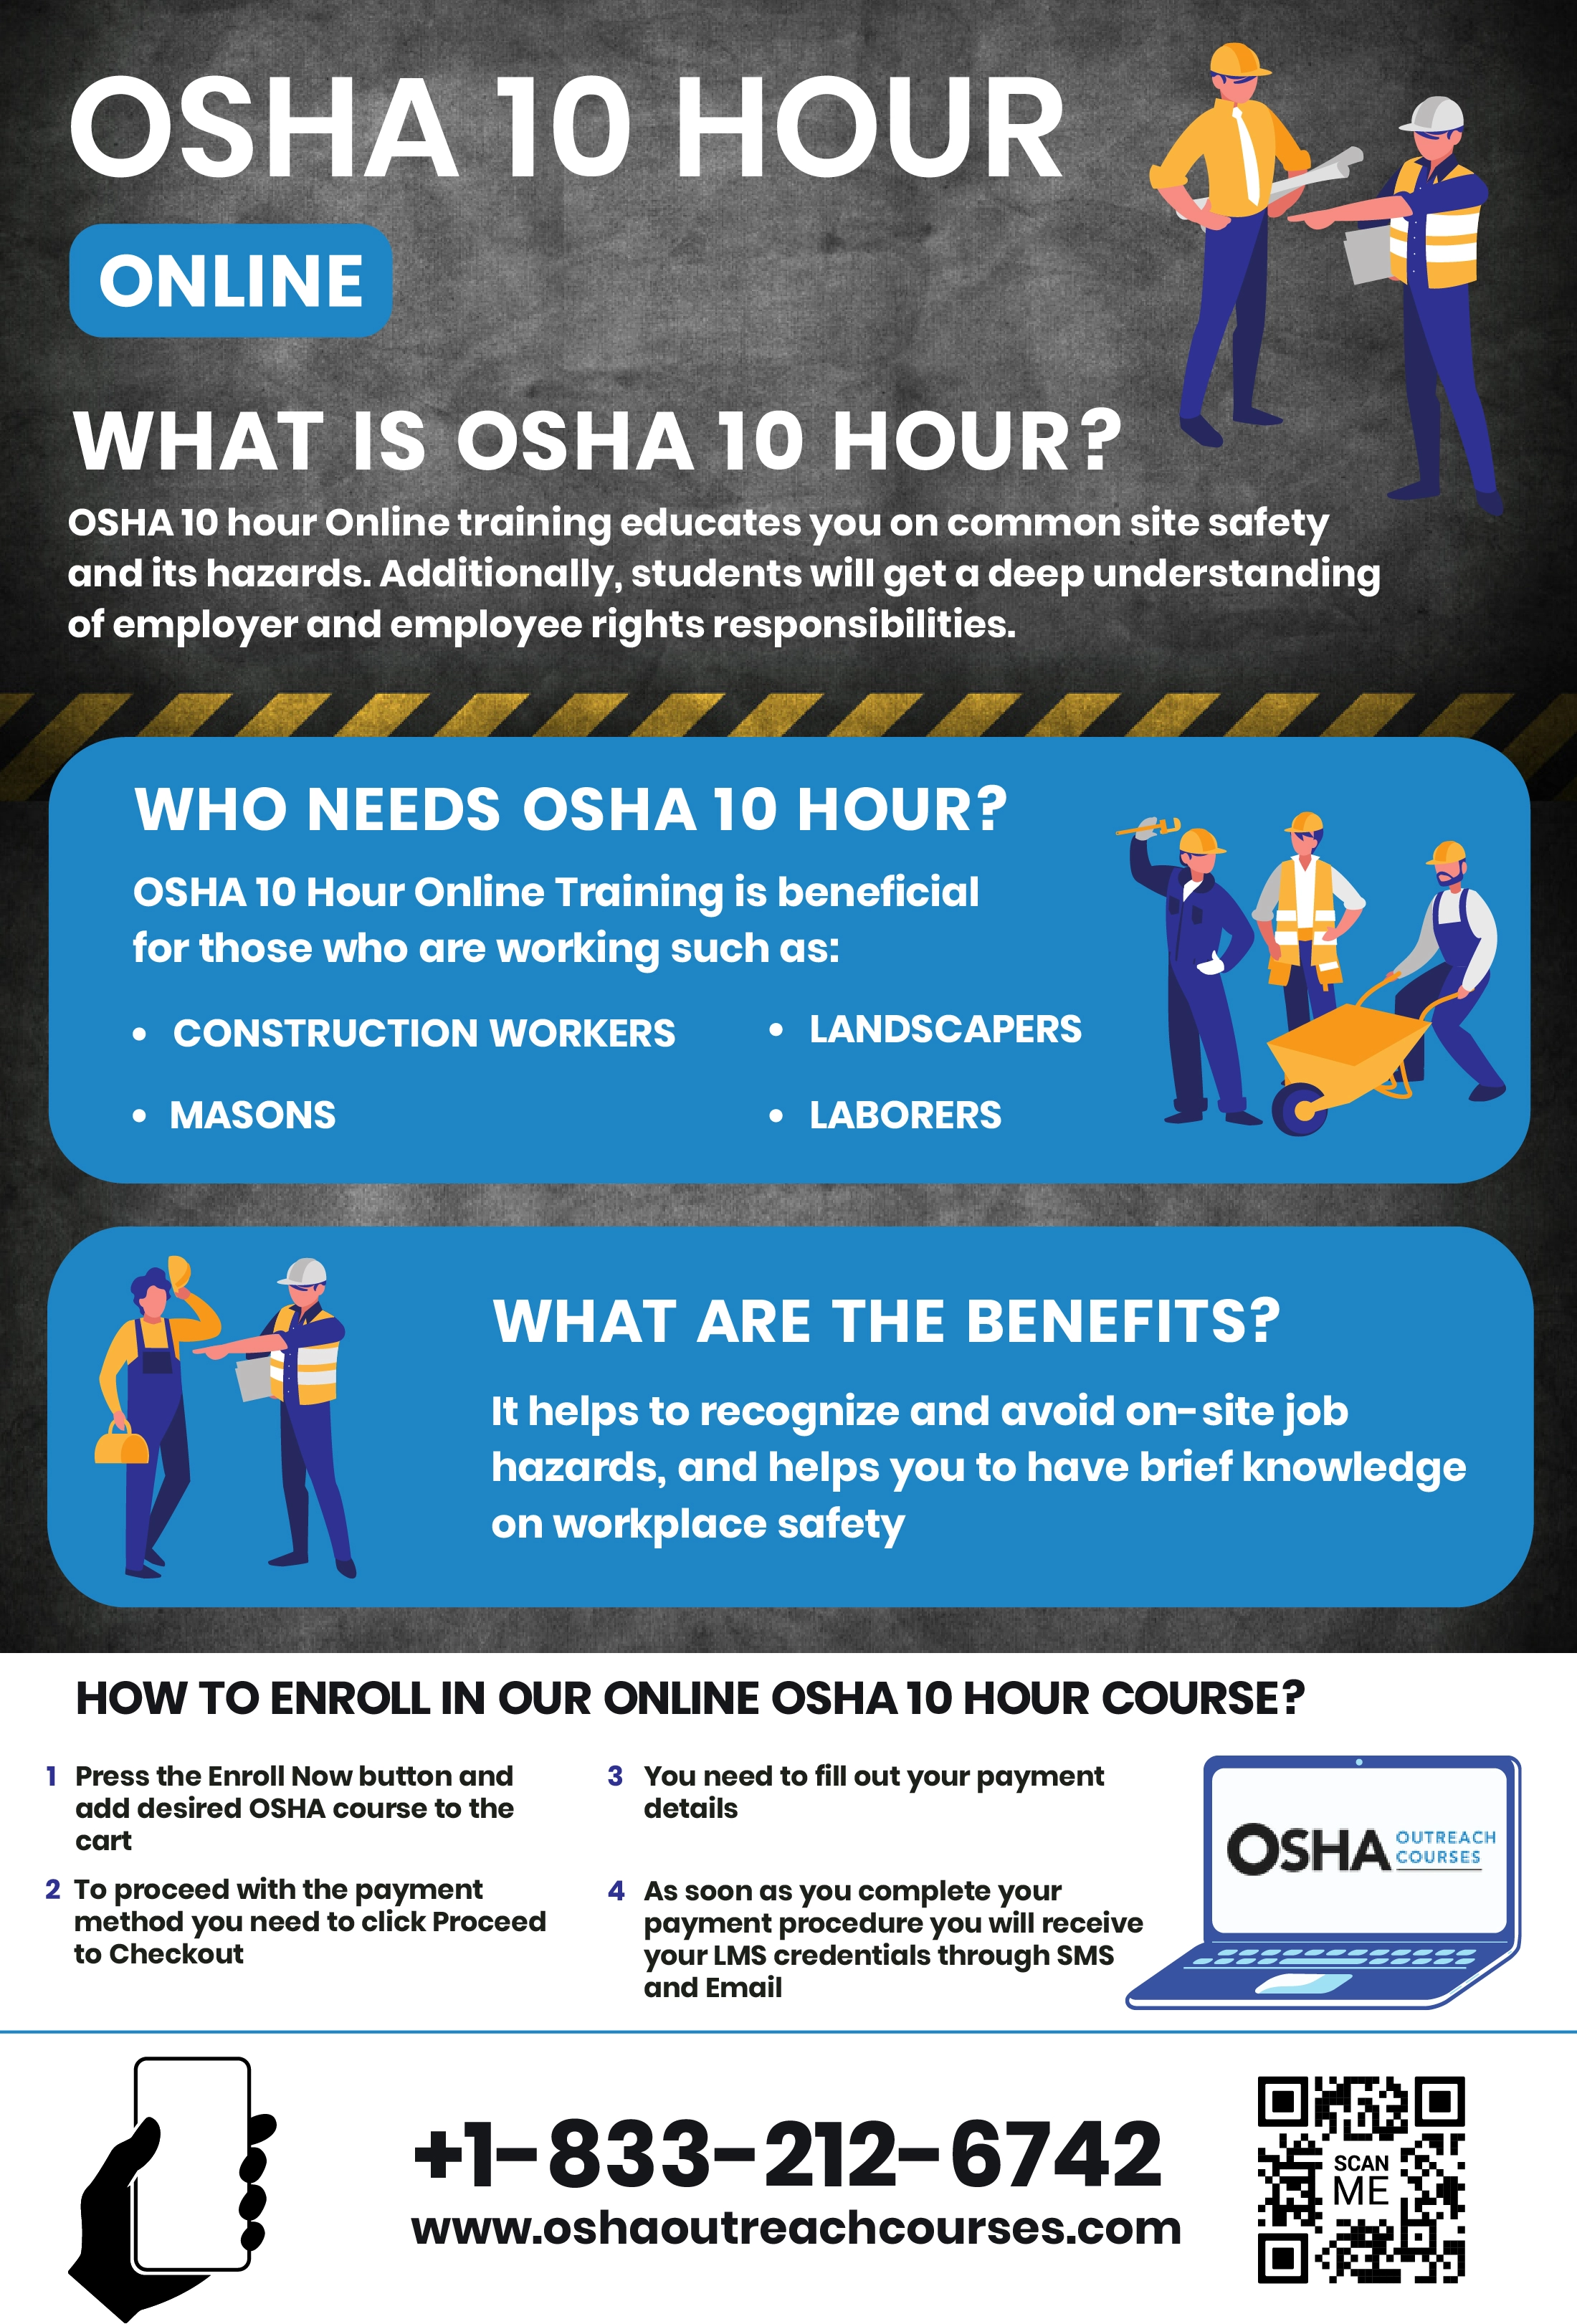 OSHA 10 HOUR
ONLINE
WHAT IS OSHA 10 HOUR?
OSHA 10 hour Online training educates you on common site safety
and its hazards. Additionally, students will get a deep understanding
of employer and employee rights responsibilities.
WHO NEEDS OSHA 10 HOUR?
OSHA 10 Hour Online Training is beneficial
for those who are working such as:
• CONSTRUCTION WORKERS
• MASONS
• LANDSCAPERS
• LABORERS
WHAT ARE THE BENEFITS?
It helps to recognize and avoid on-site job
hazards, and helps you to have brief knowledge
on workplace safety
HOW TO ENROLL IN OUR ONLINE OSHA 10 HOUR COURSE?
1 Press the Enroll Now button and
add desired OSHA course to the
cart
2 To proceed with the payment
method you need to click Proceed
to Checkout
3 You need to fill out your payment
details
4 As soon as you complete your
payment procedure you will receive
your LMS credentials through SMS
and Email
OSHA OUTREACH
COURSES
+1-833-212-6742
www.oshaoutreachcourses.com
SCAN
ME